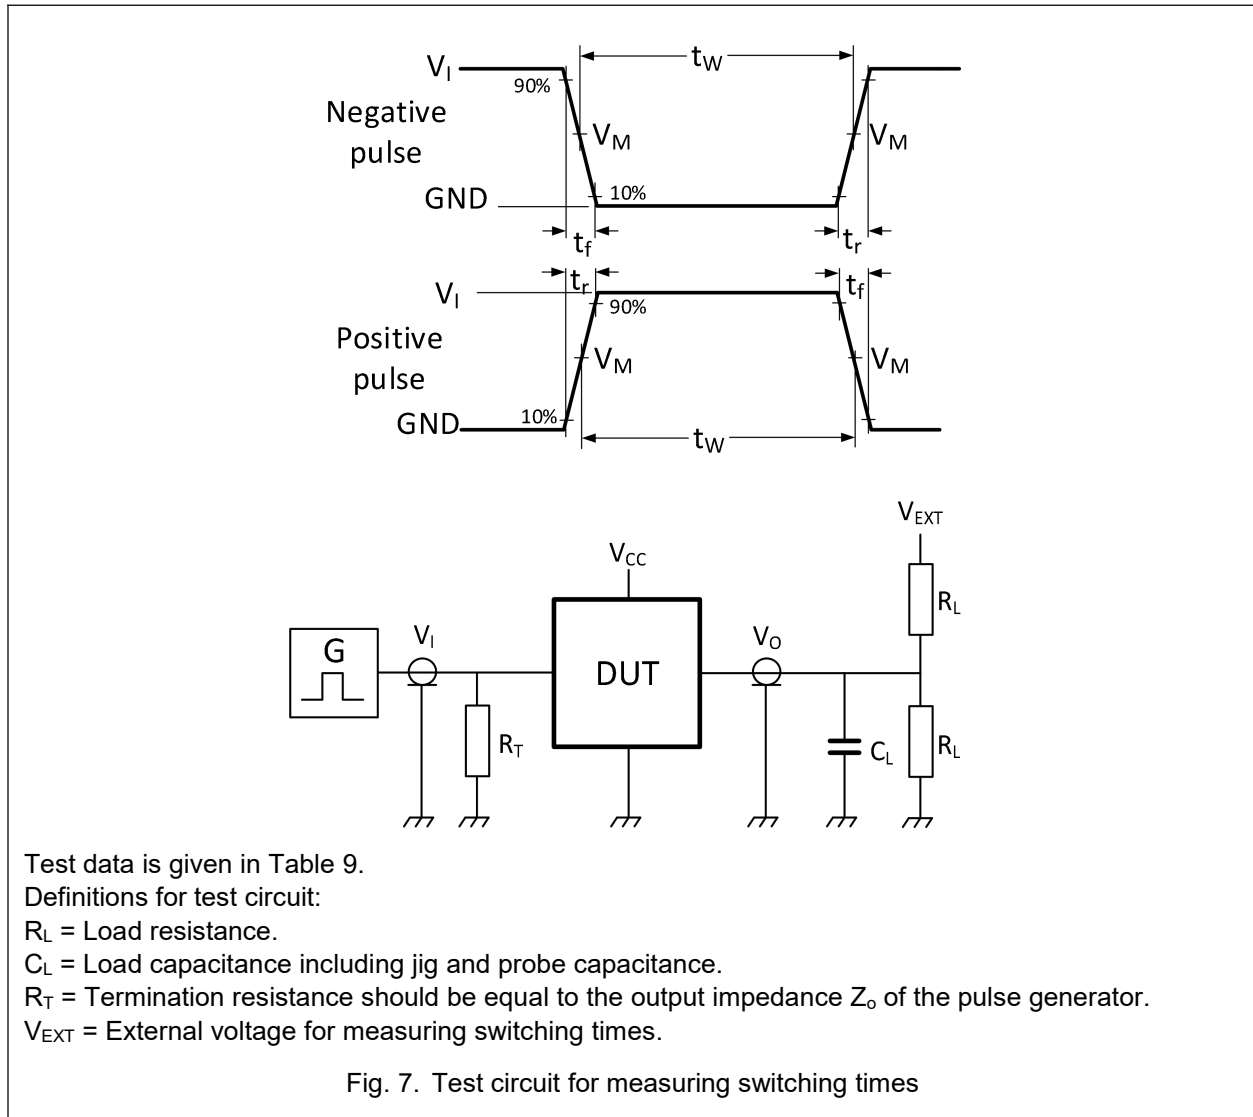 tW
VI
90%
Negative
pulse
VM
VM
GND
10%
tf
tr
tr
tf
VI
90%
Positive
pulse
VM
VM
10%
GND
tW
VEXT
VCC
RL
VI
VO
G
DUT
RT
CL
RL
Test data is given in Table 9.
Definitions for test circuit:
RL = Load resistance.
CL = Load capacitance including jig and probe capacitance.
RT = Termination resistance should be equal to the output impedance Zo of the pulse generator.
VEXT = External voltage for measuring switching times.
Fig. 7. Test circuit for measuring switching times